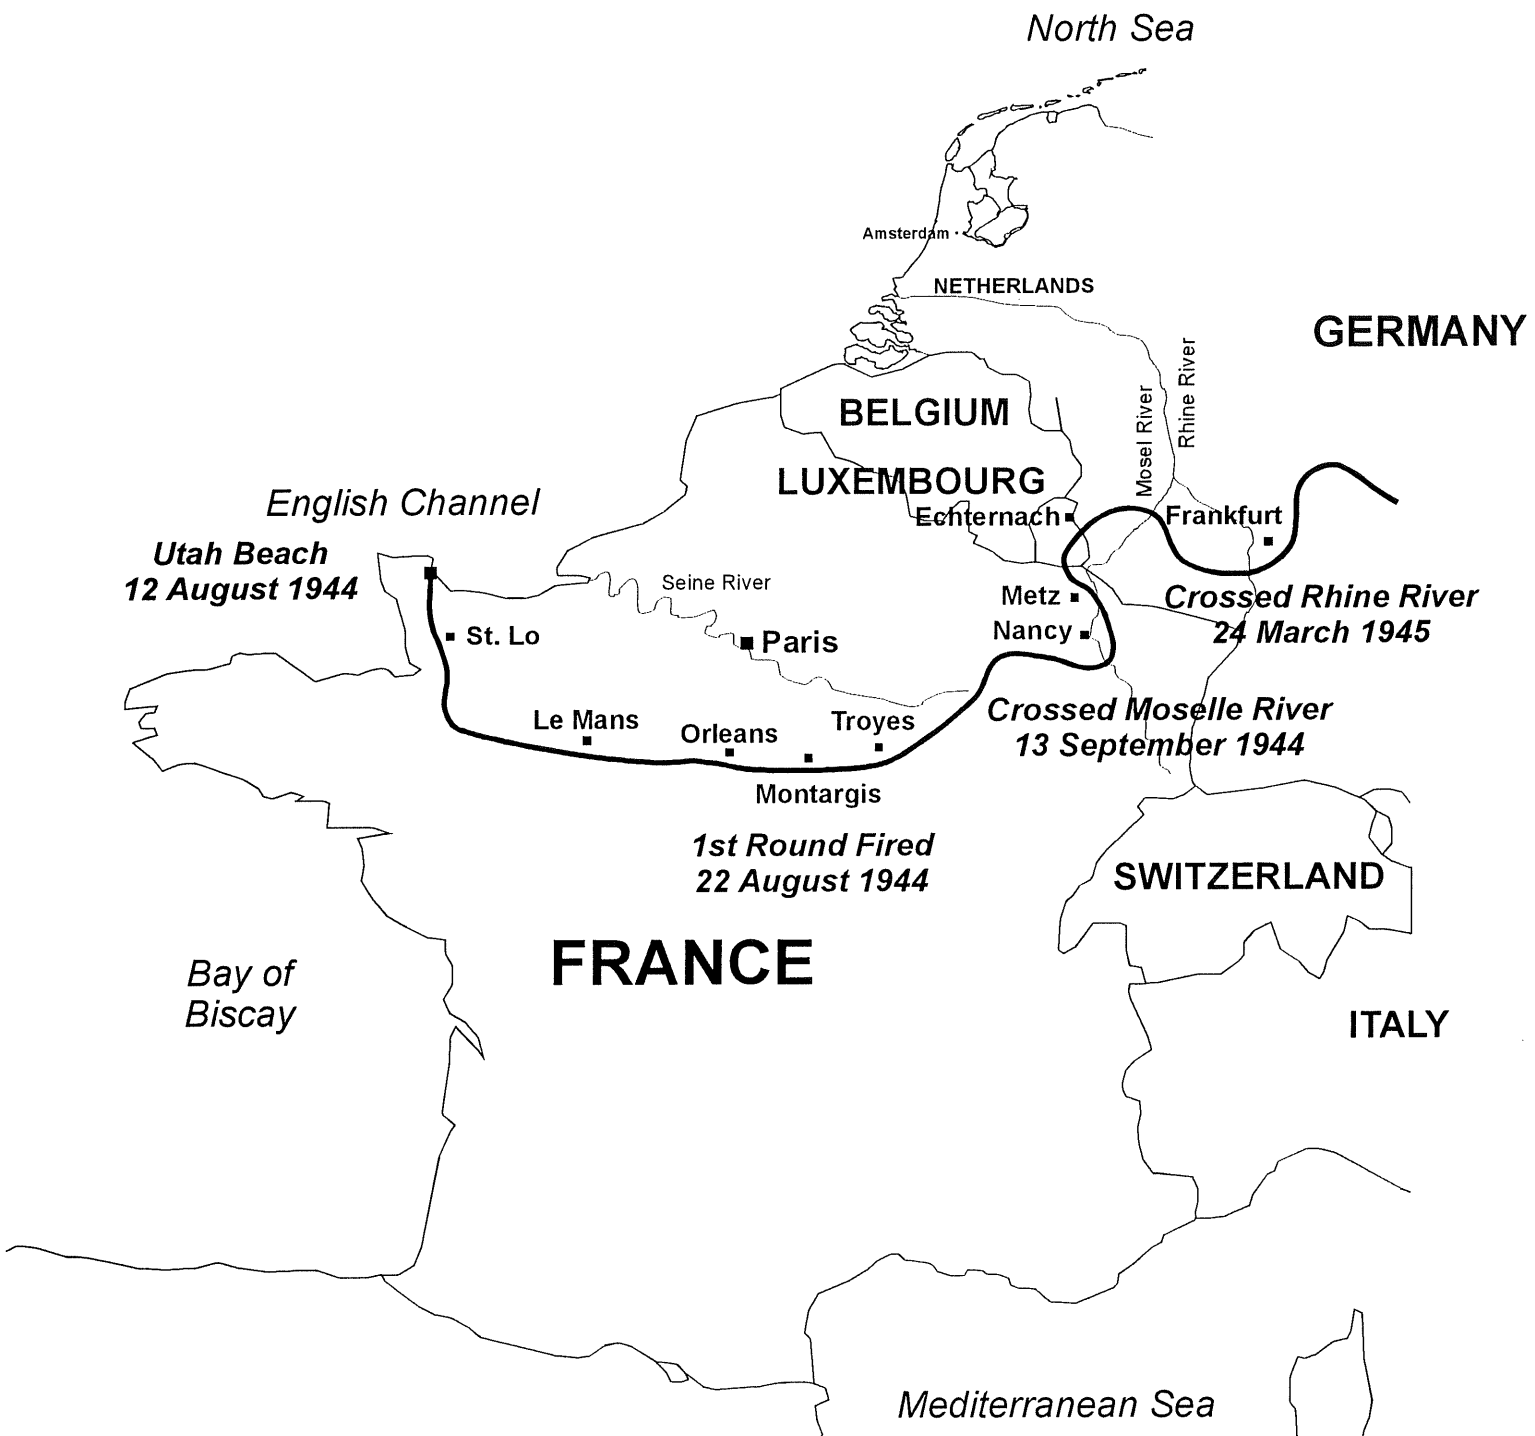 North Sea
Amsterdam
NETHERLANDS
GERMANY
Mosel River
Rhine River
BELGIUM
LUXEMBOURG
English Channel
Echternach
Frankfurt
Utah Beach
12 August 1944
Seine River
Metz
Crossed Rhine River
24 March 1945
St. Lo
Paris
Nancy
Le Mans
Orleans
Troyes
Crossed Moselle River
13 September 1944
Montargis
1st Round Fired
22 August 1944
SWITZERLAND
FRANCE
Bay of
Biscay
ITALY
Mediterranean Sea